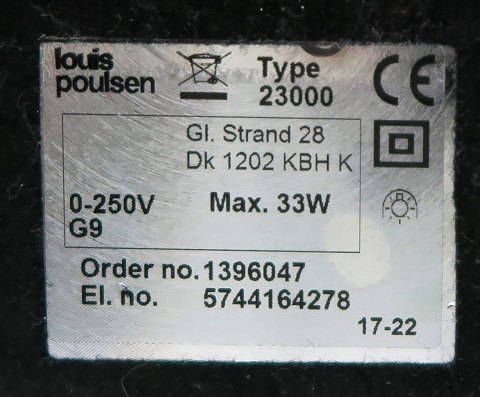 louis
poulsen
Type
23000
CE
Gl. Strand 28
Dk 1202 KBH K
0-250V Max. 33W
G9
Order no. 1396047
El. no. 5744164278
17-22